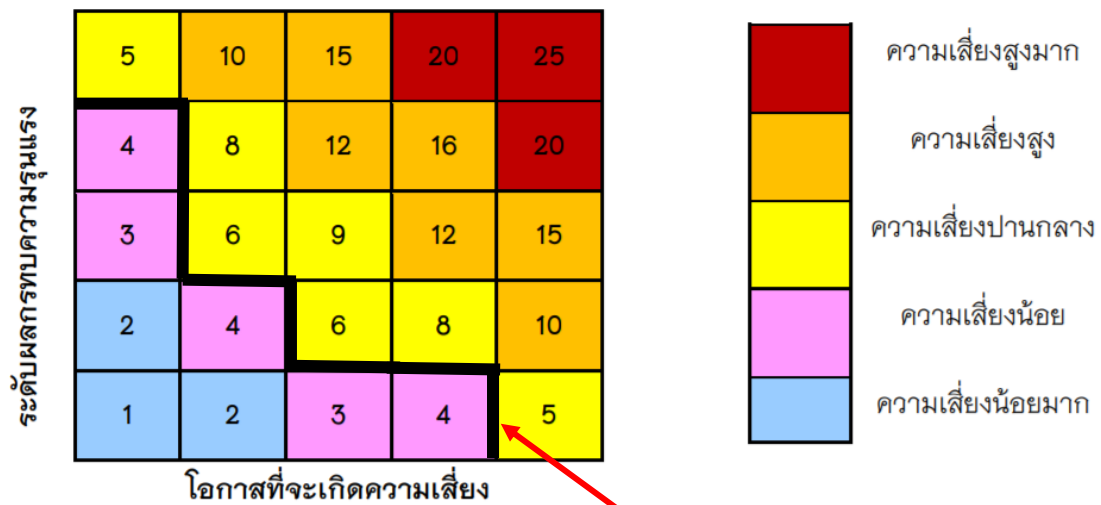 ระดับผลกรทบความรุนแรง
5 10 15 20 25
4 8 12 16 20
3 6 9 12 15
2 4 6 8 10
1 2 3 4 5
โอกาสที่จะเกิดความเสี่ยง
ความเสี่ยงสูงมาก
ความเสี่ยงสูง
ความเสี่ยงปานกลาง
ความเสี่ยงน้อย
ความเสี่ยงน้อยมาก